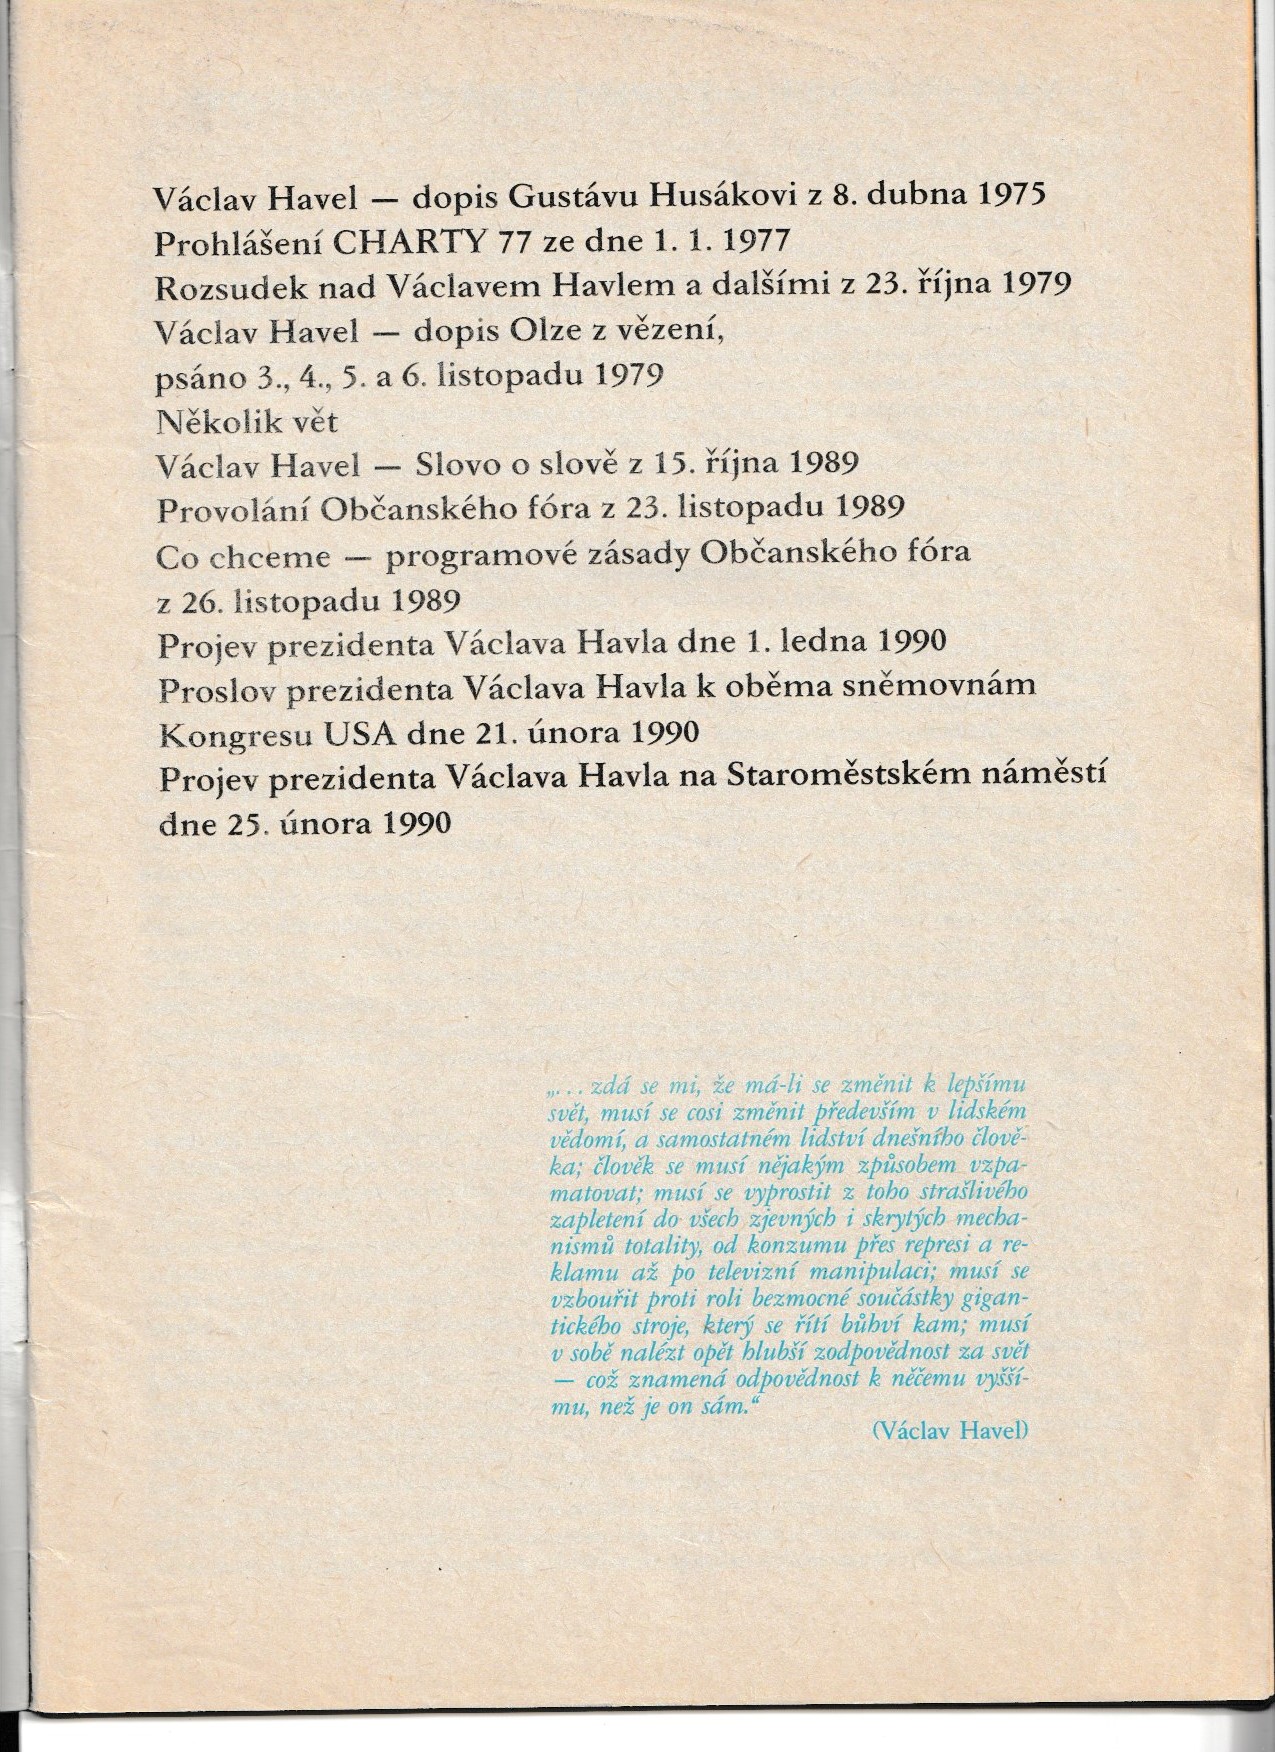 Václav Havel — dopis Gustávu Husákovi z 8. dubna 1975
Prohlášení CHARTY 77 ze dne 1. 1. 1977
Rozsudek nad Václavem Havlem a dalšími z 23. října 1979
Václav Havel — dopis Olze z vězení,
psáno 3., 4., 5. a 6. listopadu 1979
Několik vět
Václav Havel — Slovo o slově z 15. října 1989
Provolání Občanského fóra z 23. listopadu 1989
Co chceme — programové zásady Občanského fóra
z 26. listopadu 1989
Projev prezidenta Václava Havla dne 1. ledna 1990
Proslov prezidenta Václava Havla k oběma sněmovnám
Kongresu USA dne 21. února 1990
Projev prezidenta Václava Havla na Staroměstském náměstí
dne 25. února 1990
„... zdá se mi, že má-li se změnit k lepšímu
svět, musí se cosi změnit především v lidském
vědomí, a samostatném lidství dnešního člově-
ka; člověk se musí nějakým způsobem vzpa-
matovat; musí se vyprostit z toho strašlivého
zapletení do všech zjevných i skrytých mecha-
nismů totality, od konzumu přes represi a re-
klamu až po televizní manipulaci; musí se
vzbouřit proti roli bezmocné součástky gigan-
tického stroje, který se řítí bůhví kam; musí
v sobě nalézt opět hlubší zodpovědnost za svět
— což znamená odpovědnost k něčemu vyšší-
mu, než je on sám.“
(Václav Havel)